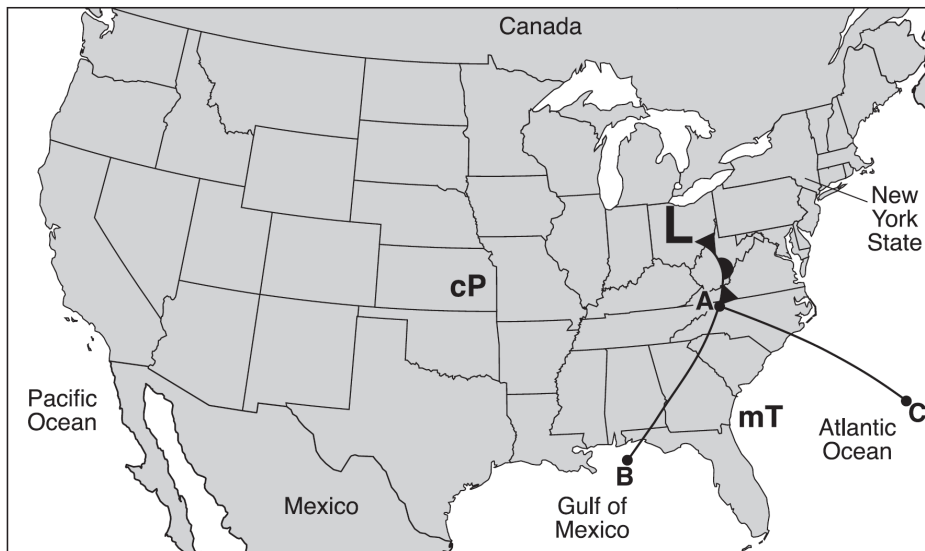 Canada
New
York
State
L
cP
A
Pacific
Ocean
mT
C
Atlantic
Ocean
B
Mexico
Gulf of
Mexico